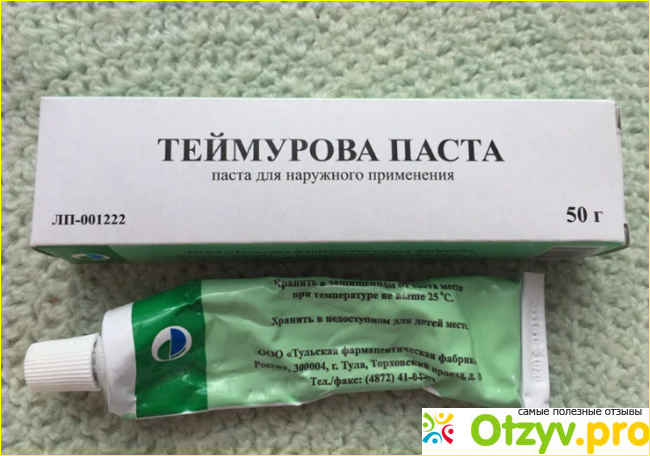 ТЕЙМУРОВА ПАСТА
паста для наружного применения
ЛП-001222
50 г
Хранить в защищенном от света месте
при температуре не выше 25˚С.
Хранить в недоступном для детей месте.
ООО «Тульская фармацевтическая фабрика»
Россия, 300004, г. Тула, Торховский проезд, д.
Тел./факс: (4872) 41-04-
самые полезные отзывы
Otzyv.pro